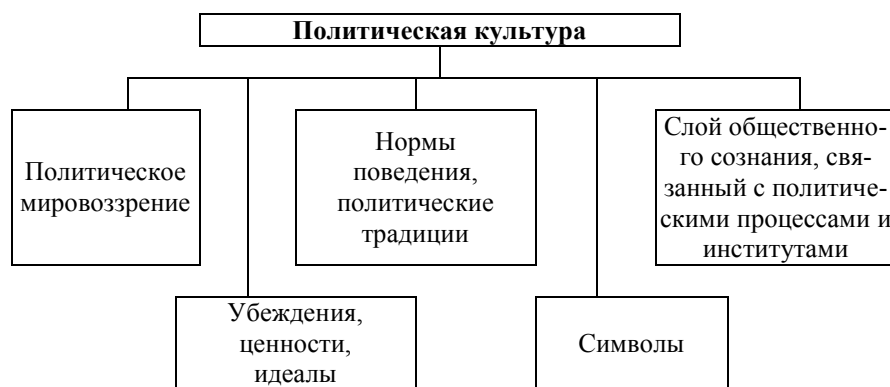 Политическая культура
Политическое
мировоззрение
Нормы
поведения,
политические
традиции
Слой общественно-
го сознания, свя-
занный с политиче-
скими процессами и
институтами
Убеждения,
ценности,
идеалы
Символы